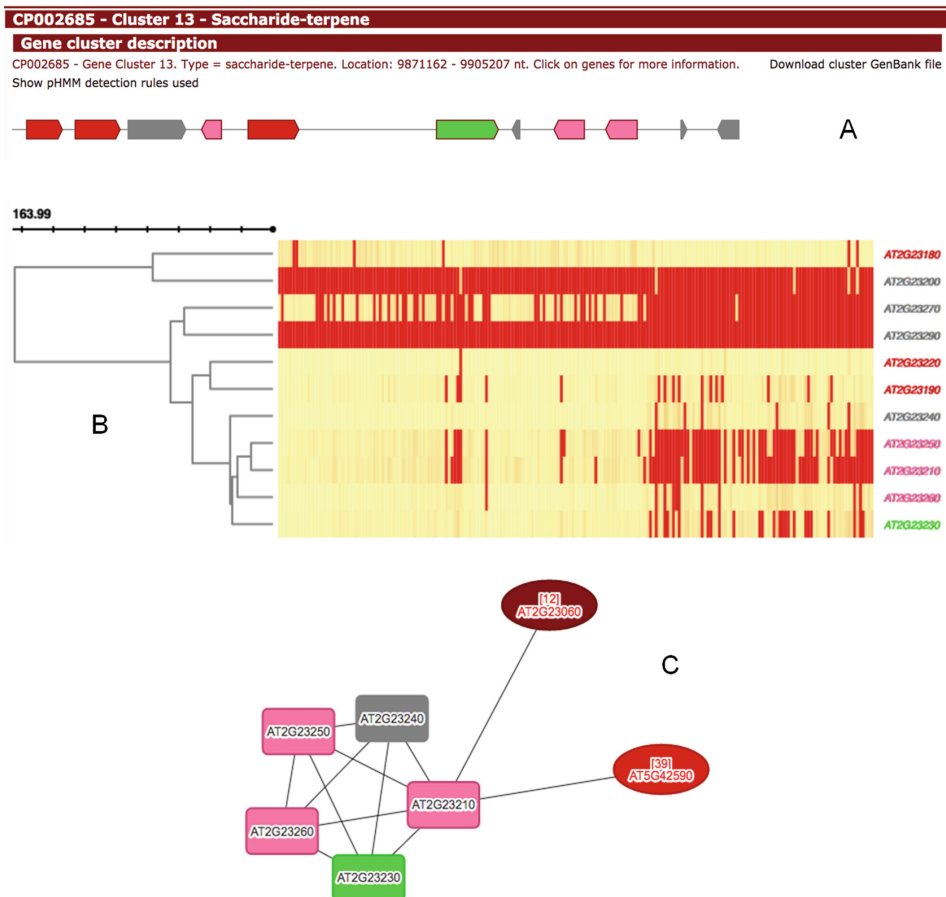 CP002685 - Cluster 13 - Saccharide-terpene
Gene cluster description
CP002685 - Gene Cluster 13. Type = saccharide-terpene. Location: 9871162 - 9905207 nt. Click on genes for more information. Download cluster GenBank file
Show pHMM detection rules used
A
163.99
AT2G23180
AT2G23200
AT2G23270
AT2G23290
AT2G23220
AT2G23190
AT2G23240
AT2G23250
AT2G23210
AT2G23260
AT2G23230
B
[12]
AT2G23060
C
AT2G23240
AT2G23250
[39]
AT5G42590
AT2G23210
AT2G23260
AT2G23230